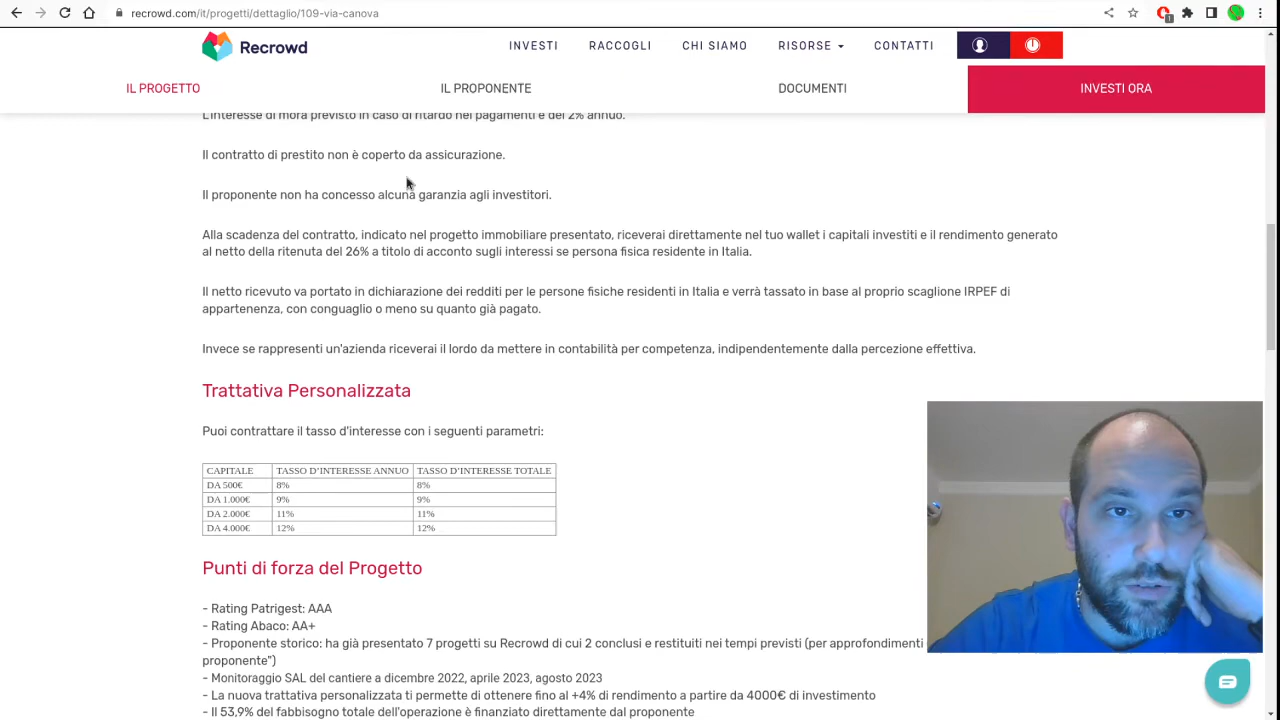 recrowd.com/it/progetti/dettaglio/109-via-canova
1
Recrowd
INVESTI
RACCOGLI
CHI SIAMO
RISORSE
CONTATTI
IL PROGETTO
IL PROPONENTE
DOCUMENTI
INVESTI ORA
L'interesse di mora previsto in caso di ritardo nei pagamenti è del 2% annuo.
Il contratto di prestito non è coperto da assicurazione.
Il proponente non ha concesso alcuna garanzia agli investitori.
Alla scadenza del contratto, indicato nel progetto immobiliare presentato, riceverai direttamente nel tuo wallet i capitali investiti e il rendimento generato
al netto della ritenuta del 26% a titolo di acconto sugli interessi se persona fisica residente in Italia.
Il netto ricevuto va portato in dichiarazione dei redditi per le persone fisiche residenti in Italia e verrà tassato in base al proprio scaglione IRPEF di
appartenenza, con conguaglio o meno su quanto già pagato.
Invece se rappresenti un'azienda riceverai il lordo da mettere in contabilità per competenza, indipendentemente dalla percezione effettiva.
Trattativa Personalizzata
Puoi contrattare il tasso d'interesse con i seguenti parametri:
CAPITALE TASSO D'INTERESSE ANNUO TASSO D'INTERESSE TOTALE
DA 500€ 8% 8%
DA 1.000€ 9% 9%
DA 2.000€ 11% 11%
DA 4.000€ 12% 12%
Punti di forza del Progetto
- Rating Patrigest: AAA
- Rating Abaco: AA+
- Proponente storico: ha già presentato 7 progetti su Recrowd di cui 2 conclusi e restituiti nei tempi previsti (per approfondimenti
proponente")
- Monitoraggio SAL del cantiere a dicembre 2022, aprile 2023, agosto 2023
- La nuova trattativa personalizzata ti permette di ottenere fino al +4% di rendimento a partire da 4000€ di investimento
- Il 53,9% del fabbisogno totale dell'operazione è finanziato direttamente dal proponente